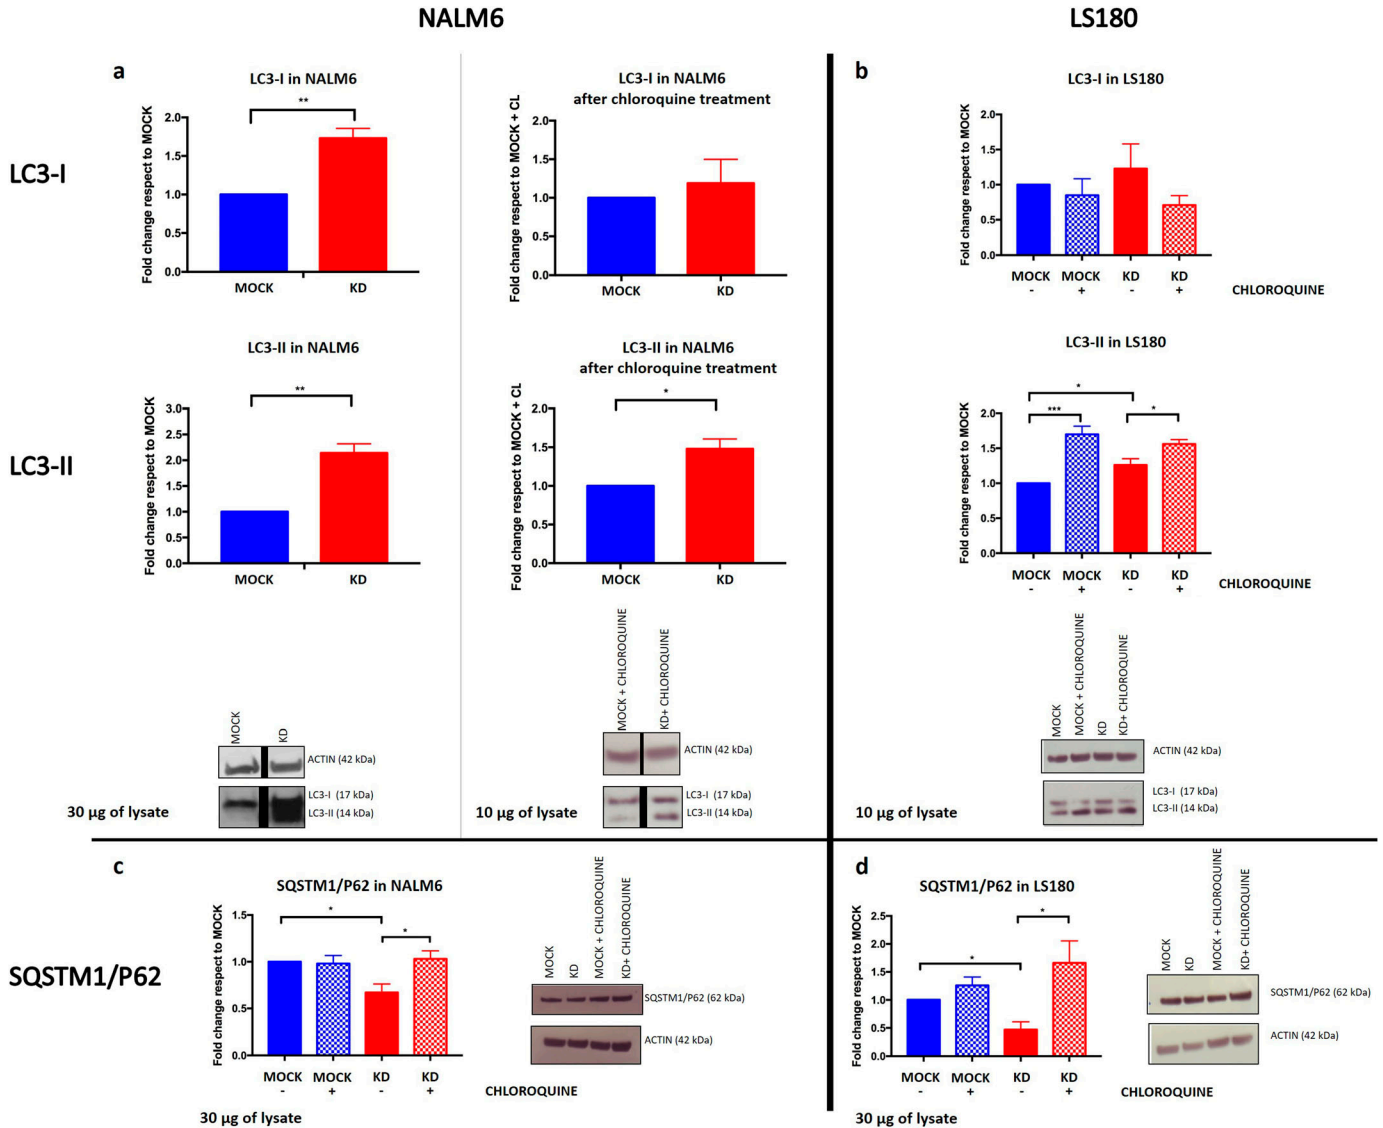 NALM6
LS180
a
LC3-I
LC3-I in NALM6
**
Fold change respect to MOCK
2.0
1.5
1.0
0.5
0.0
MOCK KD
LC3-I in NALM6
after chloroquine treatment
Fold change respect to MOCK + CL
2.0
1.5
1.0
0.5
0.0
MOCK KD
b
LC3-I in LS180
Fold change respect to MOCK
2.0
1.5
1.0
0.5
0.0
MOCK MOCK KD KD
- + - + CHLOROQUINE
LC3-II
LC3-II in NALM6
**
Fold change respect to MOCK
3.0
2.5
2.0
1.5
1.0
0.5
0.0
MOCK KD
LC3-II in NALM6
after chloroquine treatment
*
Fold change respect to MOCK + CL
2.0
1.5
1.0
0.5
0.0
MOCK KD
LC3-II in LS180
*
*** *
Fold change respect to MOCK
2.0
1.5
1.0
0.5
0.0
MOCK MOCK KD KD
- + - + CHLOROQUINE
MOCK
KD
ACTIN (42 kDa)
LC3-I (17 kDa)
LC3-II (14 kDa)
30 µg of lysate
MOCK + CHLOROQUINE
KD+ CHLOROQUINE
ACTIN (42 kDa)
LC3-I (17 kDa)
LC3-II (14 kDa)
10 µg of lysate
MOCK
MOCK + CHLOROQUINE
KD
KD+ CHLOROQUINE
ACTIN (42 kDa)
LC3-I (17 kDa)
LC3-II (14 kDa)
10 µg of lysate
SQSTM1/P62
c
SQSTM1/P62 in NALM6
*
*
Fold change respect to MOCK
1.5
1.0
0.5
0.0
MOCK MOCK KD KD
- + - + CHLOROQUINE
30 µg of lysate
MOCK
KD
MOCK + CHLOROQUINE
KD+ CHLOROQUINE
SQSTM1/P62 (62 kDa)
ACTIN (42 kDa)
d
SQSTM1/P62 in LS180
*
*
Fold change respect to MOCK
2.5
2.0
1.5
1.0
0.5
0.0
MOCK MOCK KD KD
- + - + CHLOROQUINE
30 µg of lysate
MOCK
KD
MOCK + CHLOROQUINE
KD+ CHLOROQUINE
SQSTM1/P62 (62 kDa)
ACTIN (42 kDa)